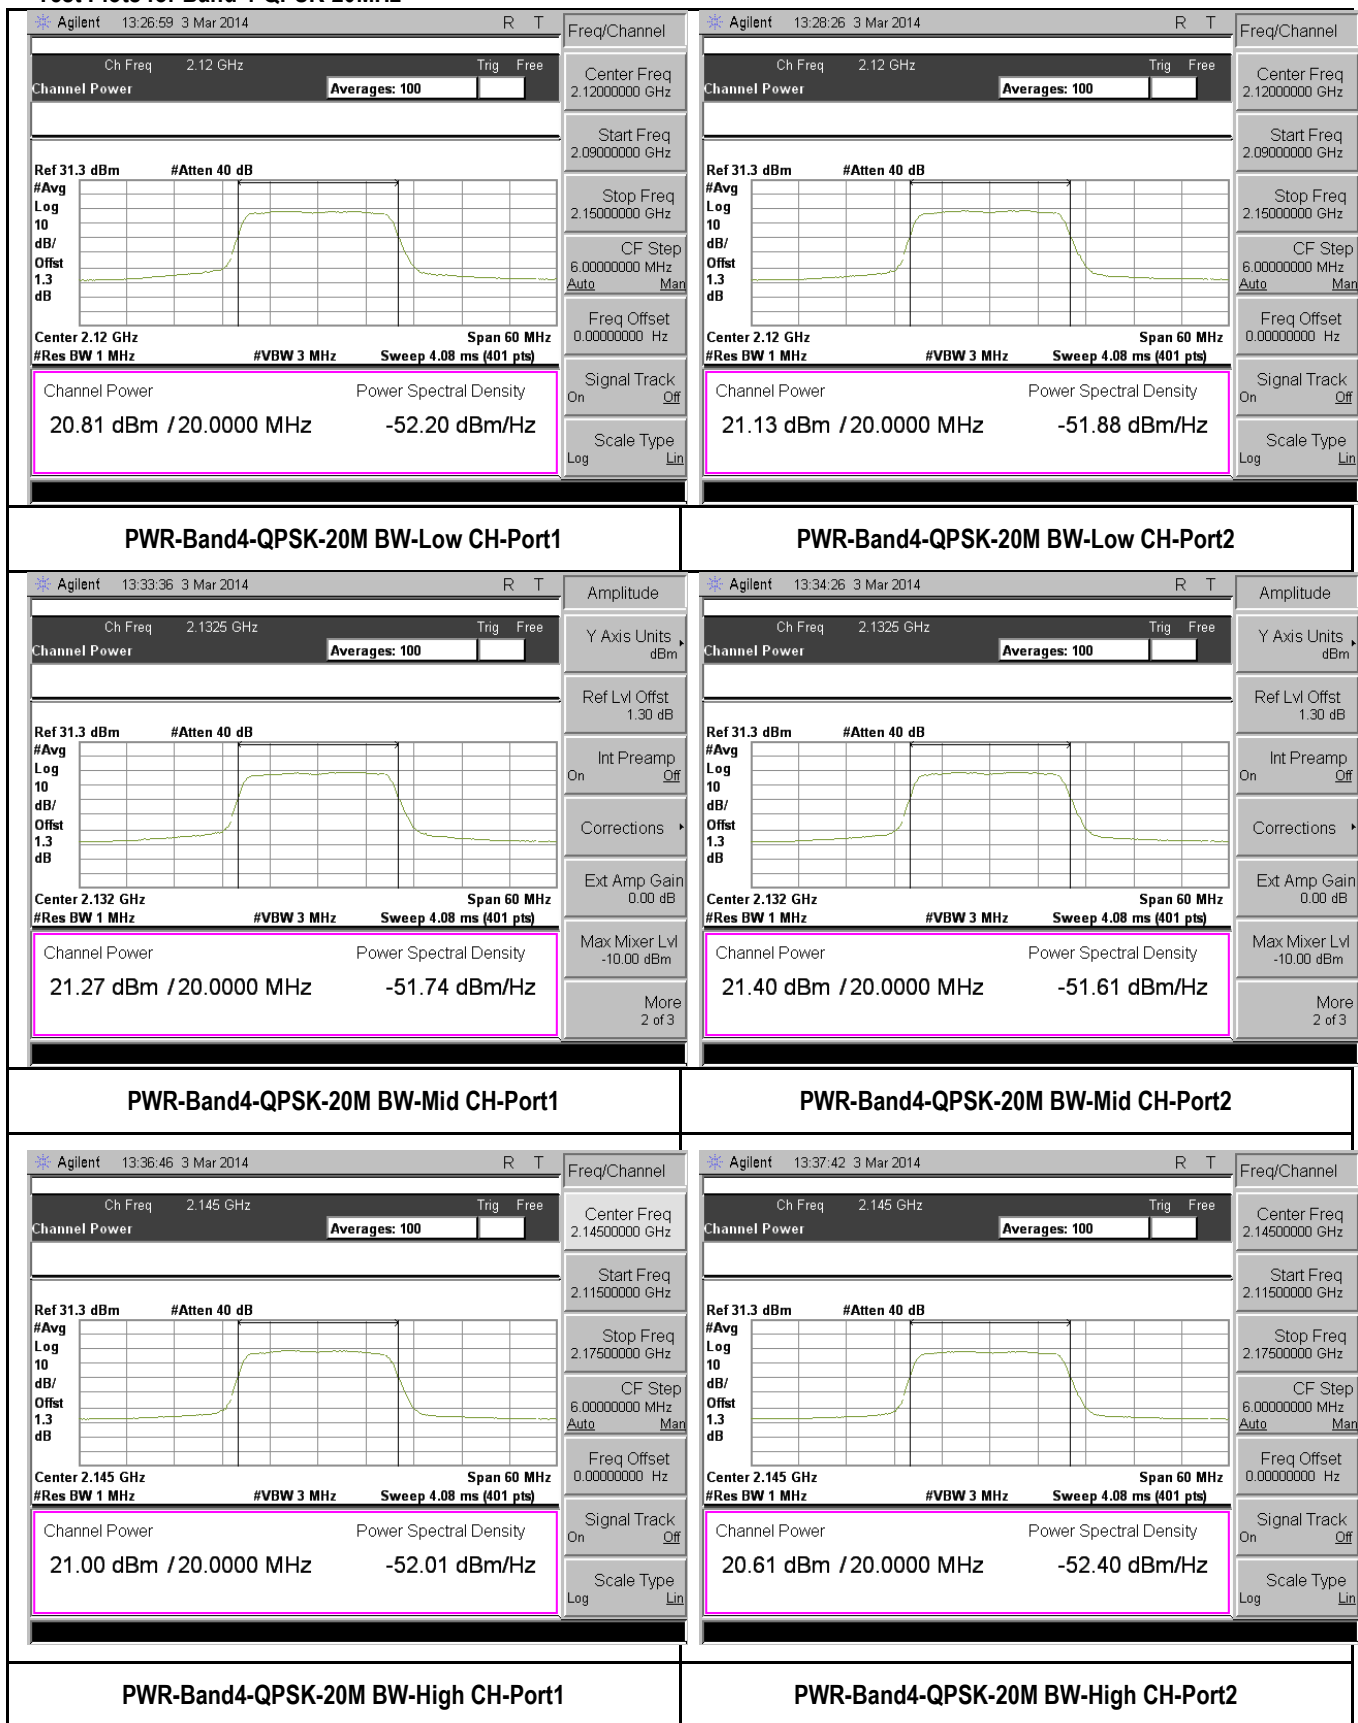 Test Plots for Band 4 QPSK 20MHz
Agilent 13:26:59 3 Mar 2014 R T
Freq/Channel
Ch Freq 2.12 GHz Trig Free
Channel Power Averages: 100
Center Freq
2.12000000 GHz
Start Freq
2.09000000 GHz
Ref 31.3 dBm #Atten 40 dB
#Avg
Log
10
dB/
Offst
1.3
dB
Stop Freq
2.15000000 GHz
CF Step
6.00000000 MHz
Auto Man
Freq Offset
0.00000000 Hz
Center 2.12 GHz Span 60 MHz
#Res BW 1 MHz #VBW 3 MHz Sweep 4.08 ms (401 pts)
Signal Track
On Off
Channel Power Power Spectral Density
20.81 dBm / 20.0000 MHz -52.20 dBm/Hz
Scale Type
Log Lin
Agilent 13:28:26 3 Mar 2014 R T
Freq/Channel
Ch Freq 2.12 GHz Trig Free
Channel Power Averages: 100
Center Freq
2.12000000 GHz
Start Freq
2.09000000 GHz
Ref 31.3 dBm #Atten 40 dB
#Avg
Log
10
dB/
Offst
1.3
dB
Stop Freq
2.15000000 GHz
CF Step
6.00000000 MHz
Auto Man
Freq Offset
0.00000000 Hz
Center 2.12 GHz Span 60 MHz
#Res BW 1 MHz #VBW 3 MHz Sweep 4.08 ms (401 pts)
Signal Track
On Off
Channel Power Power Spectral Density
21.13 dBm / 20.0000 MHz -51.88 dBm/Hz
Scale Type
Log Lin
PWR-Band4-QPSK-20M BW-Low CH-Port1
PWR-Band4-QPSK-20M BW-Low CH-Port2
Agilent 13:33:36 3 Mar 2014 R T
Amplitude
Ch Freq 2.1325 GHz Trig Free
Channel Power Averages: 100
Y Axis Units
dBm
Ref Lvl Offst
1.30 dB
Ref 31.3 dBm #Atten 40 dB
#Avg
Log
10
dB/
Offst
1.3
dB
Int Preamp
On Off
Corrections
Ext Amp Gain
0.00 dB
Center 2.132 GHz Span 60 MHz
#Res BW 1 MHz #VBW 3 MHz Sweep 4.08 ms (401 pts)
Max Mixer Lvl
-10.00 dBm
Channel Power Power Spectral Density
21.27 dBm / 20.0000 MHz -51.74 dBm/Hz
More
2 of 3
Agilent 13:34:26 3 Mar 2014 R T
Amplitude
Ch Freq 2.1325 GHz Trig Free
Channel Power Averages: 100
Y Axis Units
dBm
Ref Lvl Offst
1.30 dB
Ref 31.3 dBm #Atten 40 dB
#Avg
Log
10
dB/
Offst
1.3
dB
Int Preamp
On Off
Corrections
Ext Amp Gain
0.00 dB
Center 2.132 GHz Span 60 MHz
#Res BW 1 MHz #VBW 3 MHz Sweep 4.08 ms (401 pts)
Max Mixer Lvl
-10.00 dBm
Channel Power Power Spectral Density
21.40 dBm / 20.0000 MHz -51.61 dBm/Hz
More
2 of 3
PWR-Band4-QPSK-20M BW-Mid CH-Port1
PWR-Band4-QPSK-20M BW-Mid CH-Port2
Agilent 13:36:46 3 Mar 2014 R T
Freq/Channel
Ch Freq 2.145 GHz Trig Free
Channel Power Averages: 100
Center Freq
2.14500000 GHz
Start Freq
2.11500000 GHz
Ref 31.3 dBm #Atten 40 dB
#Avg
Log
10
dB/
Offst
1.3
dB
Stop Freq
2.17500000 GHz
CF Step
6.00000000 MHz
Auto Man
Freq Offset
0.00000000 Hz
Center 2.145 GHz Span 60 MHz
#Res BW 1 MHz #VBW 3 MHz Sweep 4.08 ms (401 pts)
Signal Track
On Off
Channel Power Power Spectral Density
21.00 dBm / 20.0000 MHz -52.01 dBm/Hz
Scale Type
Log Lin
Agilent 13:37:42 3 Mar 2014 R T
Freq/Channel
Ch Freq 2.145 GHz Trig Free
Channel Power Averages: 100
Center Freq
2.14500000 GHz
Start Freq
2.11500000 GHz
Ref 31.3 dBm #Atten 40 dB
#Avg
Log
10
dB/
Offst
1.3
dB
Stop Freq
2.17500000 GHz
CF Step
6.00000000 MHz
Auto Man
Freq Offset
0.00000000 Hz
Center 2.145 GHz Span 60 MHz
#Res BW 1 MHz #VBW 3 MHz Sweep 4.08 ms (401 pts)
Signal Track
On Off
Channel Power Power Spectral Density
20.61 dBm / 20.0000 MHz -52.40 dBm/Hz
Scale Type
Log Lin
PWR-Band4-QPSK-20M BW-High CH-Port1
PWR-Band4-QPSK-20M BW-High CH-Port2